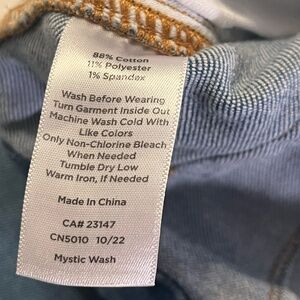 88% Cotton
11% Polyester
1% Spandex
Wash Before Wearing
Turn Garment Inside Out
Machine Wash Cold With
Like Colors
Only Non-Chlorine Bleach
When Needed
Tumble Dry Low
Warm Iron, If Needed
Made In China
CA# 23147
CN5010 10/22
Mystic Wash